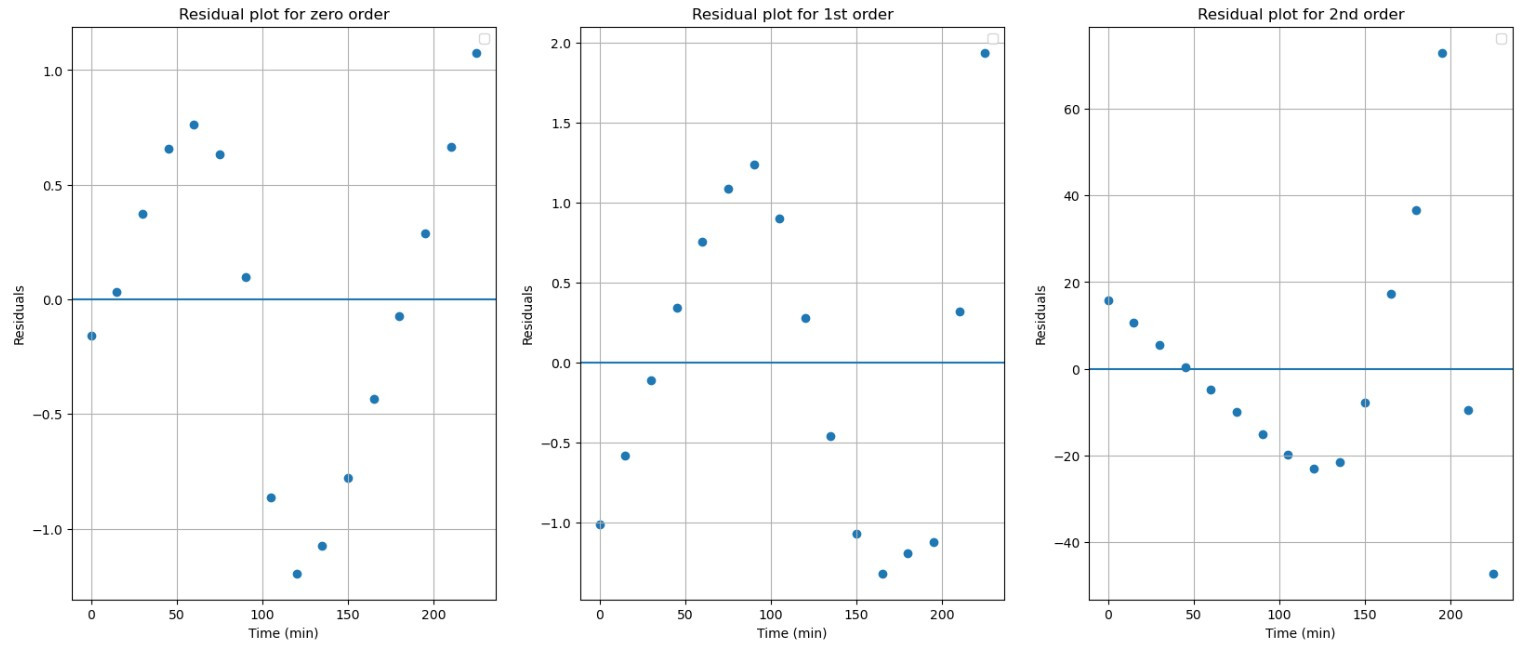 Residual plot for zero order
1.0
0.5
0.0
−0.5
−1.0
Residuals
0 50 100 150 200
Time (min)
Residual plot for 1st order
2.0
1.5
1.0
0.5
0.0
−0.5
−1.0
Residuals
0 50 100 150 200
Time (min)
Residual plot for 2nd order
60
40
20
0
−20
−40
Residuals
0 50 100 150 200
Time (min)